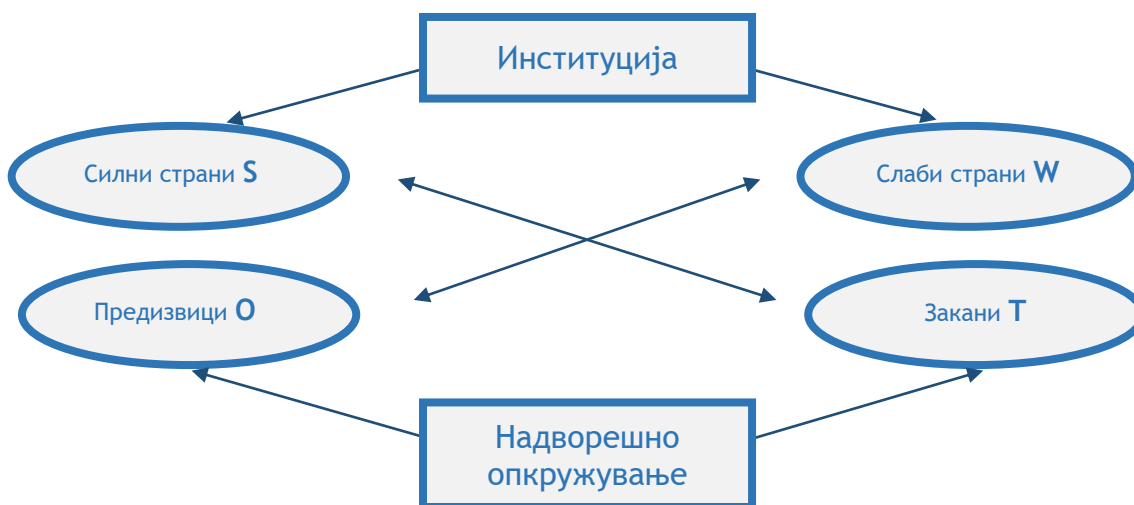 Институција
Силни страни S
Слаби страни W
Предизвици O
Закани T
Надворешно
опкружување